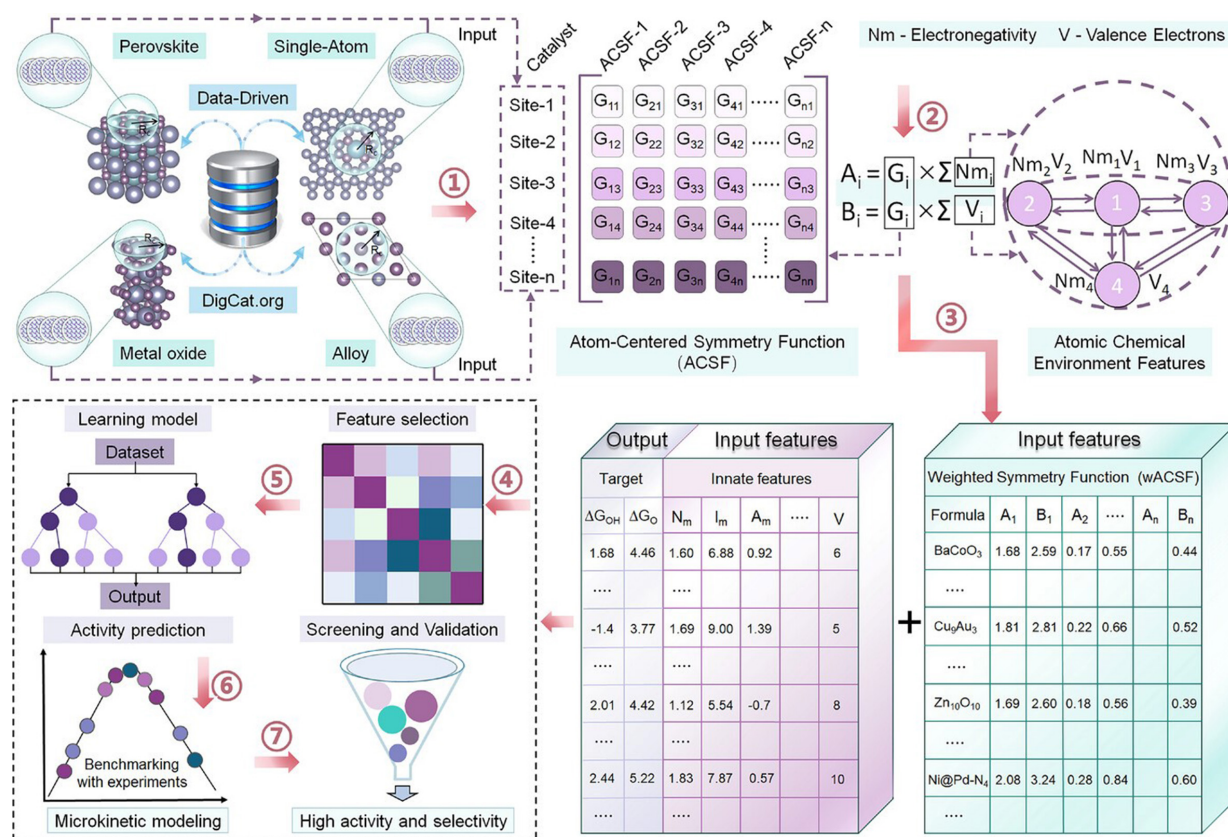 Perovskite
Single-Atom
Input
Data-Driven
R
R
R
R
DigCat.org
Metal oxide
Alloy
Input
①
Catalyst
ACSF-1
ACSF-2
ACSF-3
ACSF-4
ACSF-n
Site-1 G₁₁ G₂₁ G₃₁ G₄₁ ····· Gₙ₁
Site-2 G₁₂ G₂₂ G₃₂ G₄₂ ····· Gₙ₂
Site-3 G₁₃ G₂₃ G₃₃ G₄₃ ····· Gₙ₃
Site-4 G₁₄ G₂₄ G₃₄ G₄₄ ····· Gₙ₄
Site-n G₁ₙ G₂ₙ G₃ₙ G₄ₙ ····· Gₙₙ
Atom-Centered Symmetry Function
(ACSF)
Nm - Electronegativity V - Valence Electrons
②
Aᵢ = Gᵢ × Σ Nmᵢ
Bᵢ = Gᵢ × Σ Vᵢ
Nm₂V₂ Nm₁V₁ Nm₃V₃
2 1 3
4
Nm₄ V₄
③
Atomic Chemical
Environment Features
Learning model
Dataset
Output
⑤
Feature selection
④
Activity prediction
⑥
Benchmarking
with experiments
Microkinetic modeling
⑦
Screening and Validation
High activity and selectivity
Output Input features
Target Innate features
ΔG_OH ΔG_O Nₘ Iₘ Aₘ ···· V
1.68 4.46 1.60 6.88 0.92 6
···· ····
-1.4 3.77 1.69 9.00 1.39 5
···· ····
2.01 4.42 1.12 5.54 -0.7 8
···· ····
2.44 5.22 1.83 7.87 0.57 10
···· ····
+
Input features
Weighted Symmetry Function (wACSF)
Formula A₁ B₁ A₂ ···· Aₙ Bₙ
BaCoO₃ 1.68 2.59 0.17 0.55 0.44
····
Cu₉Au₃ 1.81 2.81 0.22 0.66 0.52
····
Zn₁₀O₁₀ 1.69 2.60 0.18 0.56 0.39
····
Ni@Pd-N₄ 2.08 3.24 0.28 0.84 0.60
····